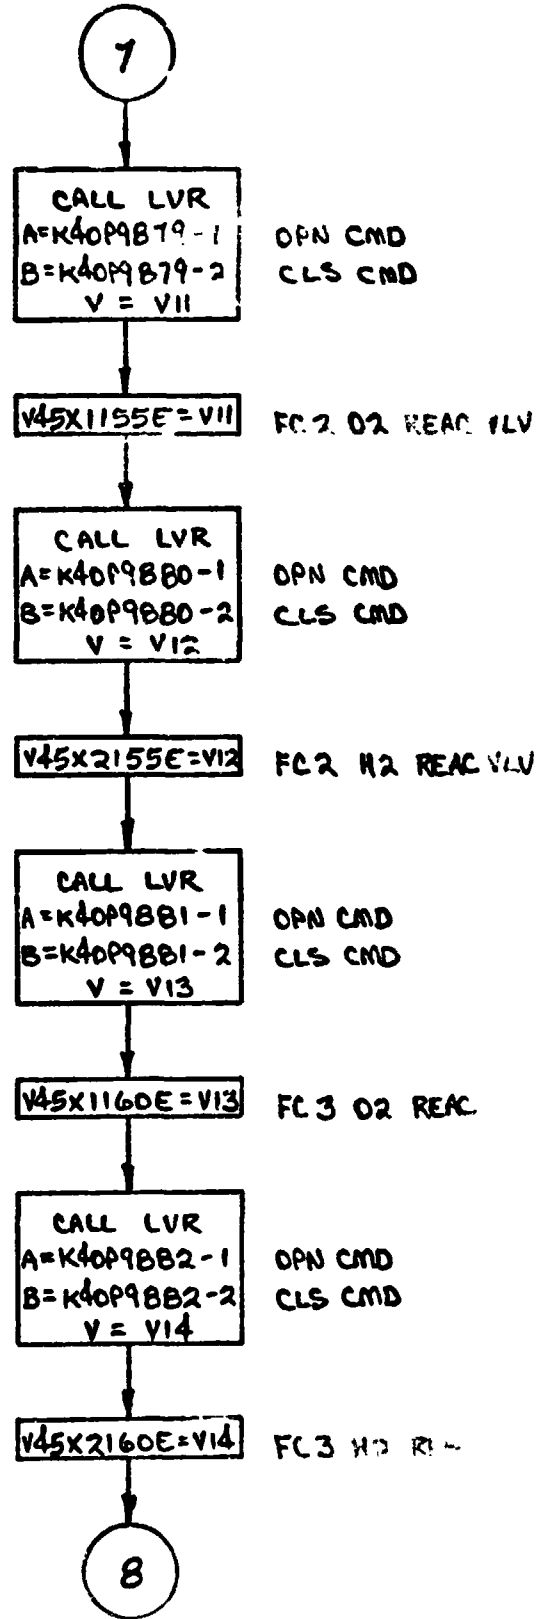 7
CALL LVR
A=K40P9879-1 OPN CMD
B=K40P9879-2 CLS CMD
V = V11
V45X1155E=V11 FC 2 O2 REAC VLV
CALL LVR
A=K40P9880-1 OPN CMD
B=K40P9880-2 CLS CMD
V = V12
V45X2155E=V12 FC 2 H2 REAC VLV
CALL LVR
A=K40P9881-1 OPN CMD
B=K40P9881-2 CLS CMD
V = V13
V45X1160E=V13 FC 3 O2 REAC
CALL LVR
A=K40P9882-1 OPN CMD
B=K40P9882-2 CLS CMD
V = V14
V45X2160E=V14 FC 3 H2
8